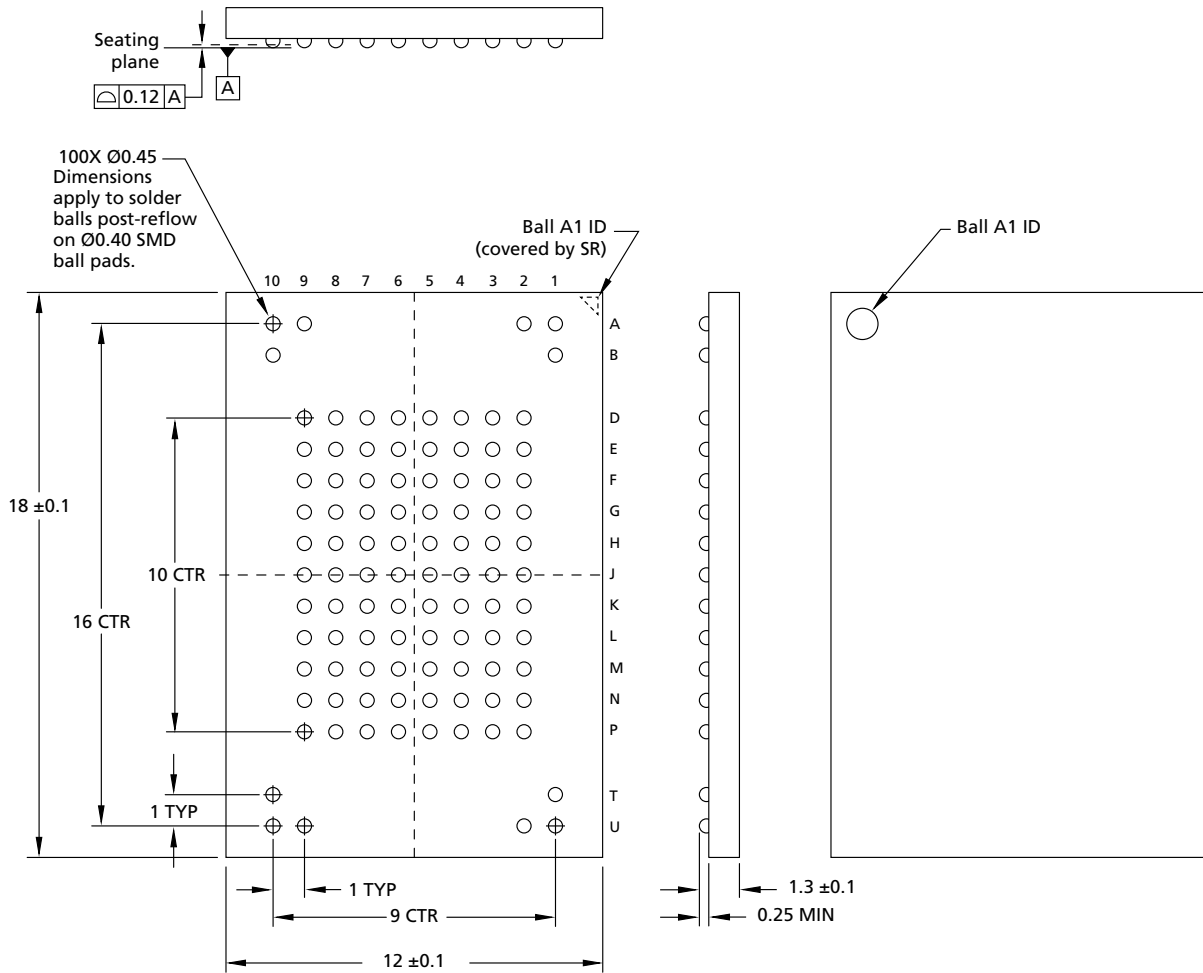 Seating
plane
0.12 A
A
100X Ø0.45
Dimensions
apply to solder
balls post-reflow
on Ø0.40 SMD
ball pads.
Ball A1 ID
(covered by SR)
Ball A1 ID
10 9 8 7 6 5 4 3 2 1
A
B
D
E
F
G
H
J
K
L
M
N
P
T
U
18 ±0.1
16 CTR
10 CTR
1 TYP
1 TYP
9 CTR
12 ±0.1
1.3 ±0.1
0.25 MIN